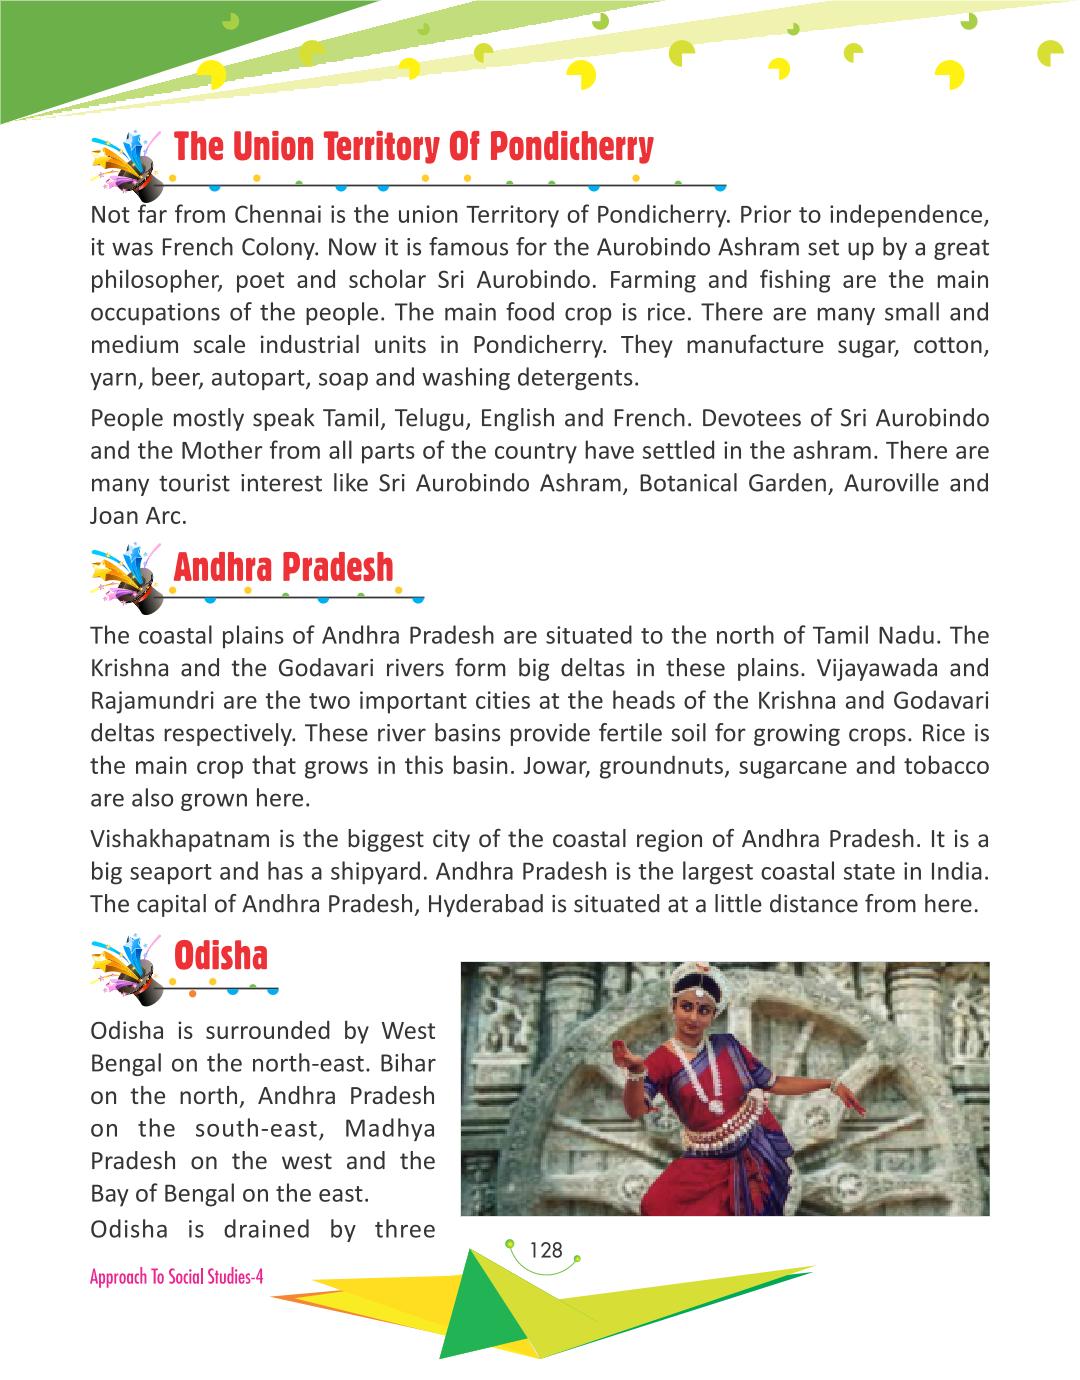 The Union Territory Of Pondicherry
Not far from Chennai is the union Territory of Pondicherry. Prior to independence,
it was French Colony. Now it is famous for the Aurobindo Ashram set up by a great
philosopher, poet and scholar Sri Aurobindo. Farming and fishing are the main
occupations of the people. The main food crop is rice. There are many small and
medium scale industrial units in Pondicherry. They manufacture sugar, cotton,
yarn, beer, autopart, soap and washing detergents.
People mostly speak Tamil, Telugu, English and French. Devotees of Sri Aurobindo
and the Mother from all parts of the country have settled in the ashram. There are
many tourist interest like Sri Aurobindo Ashram, Botanical Garden, Auroville and
Joan Arc.
Andhra Pradesh
The coastal plains of Andhra Pradesh are situated to the north of Tamil Nadu. The
Krishna and the Godavari rivers form big deltas in these plains. Vijayawada and
Rajamundri are the two important cities at the heads of the Krishna and Godavari
deltas respectively. These river basins provide fertile soil for growing crops. Rice is
the main crop that grows in this basin. Jowar, groundnuts, sugarcane and tobacco
are also grown here.
Vishakhapatnam is the biggest city of the coastal region of Andhra Pradesh. It is a
big seaport and has a shipyard. Andhra Pradesh is the largest coastal state in India.
The capital of Andhra Pradesh, Hyderabad is situated at a little distance from here.
Odisha
Odisha is surrounded by West
Bengal on the north-east. Bihar
on the north, Andhra Pradesh
on the south-east, Madhya
Pradesh on the west and the
Bay of Bengal on the east.
Odisha is drained by three
128
Approach To Social Studies-4